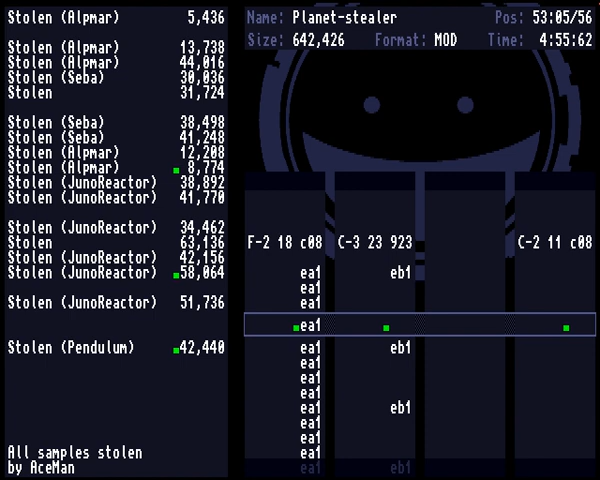 Stolen (Alpmar) 5,436
Stolen (Alpmar) 13,738
Stolen (Alpmar) 44,016
Stolen (Seba) 30,036
Stolen 31,724
Stolen (Seba) 38,498
Stolen (Seba) 41,248
Stolen (Alpmar) 12,208
Stolen (Alpmar) 8,774
Stolen (JunoReactor) 38,892
Stolen (JunoReactor) 41,770
Stolen (JunoReactor) 34,462
Stolen 63,136
Stolen (JunoReactor) 42,156
Stolen (JunoReactor) 58,064
Stolen (JunoReactor) 51,736
Stolen (Pendulum) 42,440
All samples stolen
by AceMan
Name: Planet-stealer Pos: 53:05/56
Size: 642,426 Format: MOD Time: 4:55:62
F-2 18 c08 C-3 23 923 C-2 11 c08
ea1 eb1
ea1
ea1
ea1
ea1 eb1
ea1
ea1
ea1
ea1 eb1
ea1
ea1
ea1
ea1 eb1